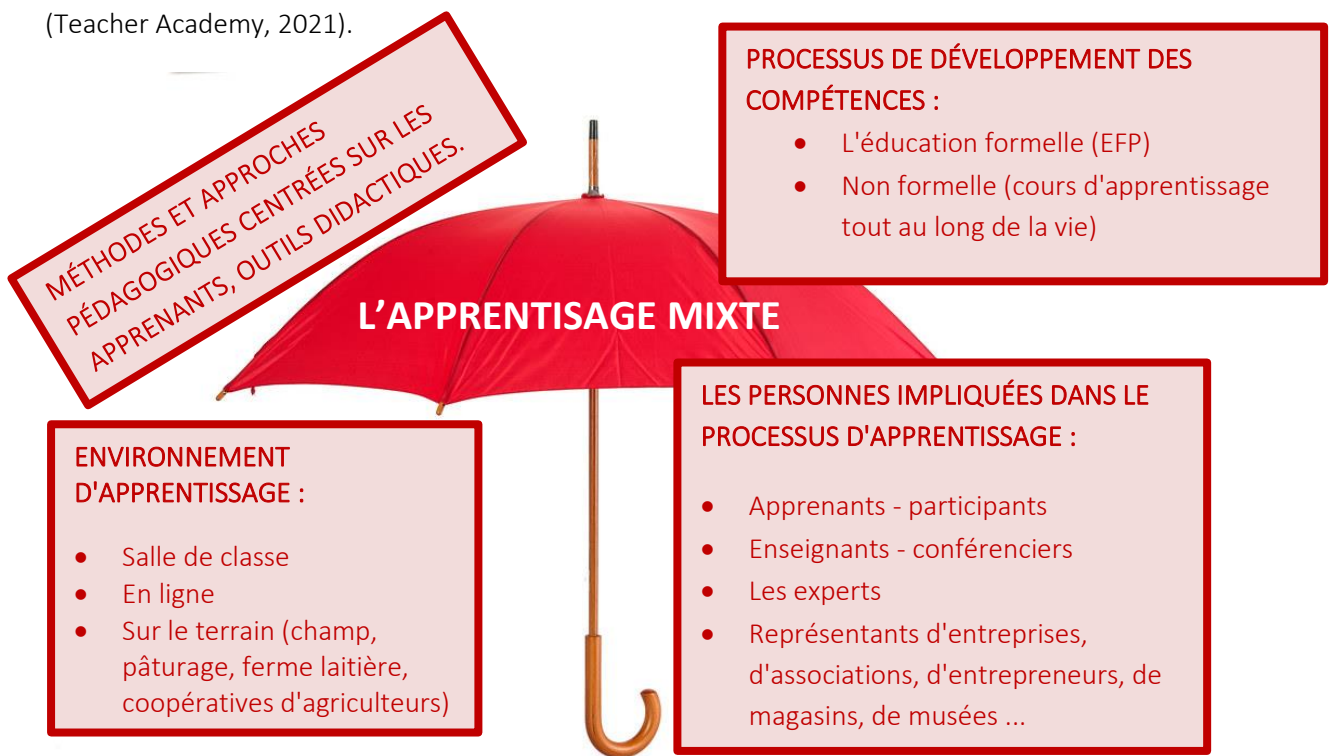 (Teacher Academy, 2021).
MÉTHODES ET APPROCHES
PÉDAGOGIQUES CENTRÉES SUR LES
APPRENANTS, OUTILS DIDACTIQUES.
PROCESSUS DE DÉVELOPPEMENT DES
COMPÉTENCES :
• L'éducation formelle (EFP)
• Non formelle (cours d'apprentissage
tout au long de la vie)
L’APPRENTISAGE MIXTE
ENVIRONNEMENT
D'APPRENTISSAGE :
• Salle de classe
• En ligne
• Sur le terrain (champ,
pâturage, ferme laitière,
coopératives d'agriculteurs)
LES PERSONNES IMPLIQUÉES DANS LE
PROCESSUS D'APPRENTISSAGE :
• Apprenants - participants
• Enseignants - conférenciers
• Les experts
• Représentants d'entreprises,
d'associations, d'entrepreneurs, de
magasins, de musées ...